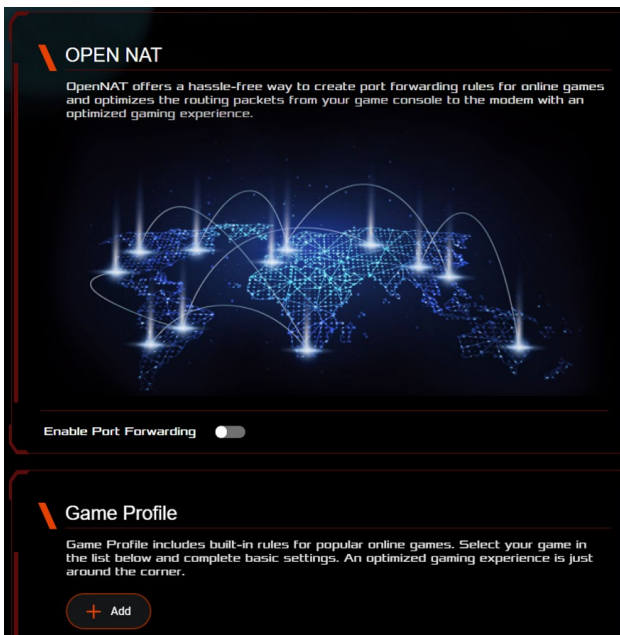 OPEN NAT
OpenNAT offers a hassle-free way to create port forwarding rules for online games
and optimizes the routing packets from your game console to the modem with an
optimized gaming experience.
Enable Port Forwarding
Game Profile
Game Profile includes built-in rules for popular online games. Select your game in
the list below and complete basic settings. An optimized gaming experience is just
around the corner.
+ Add